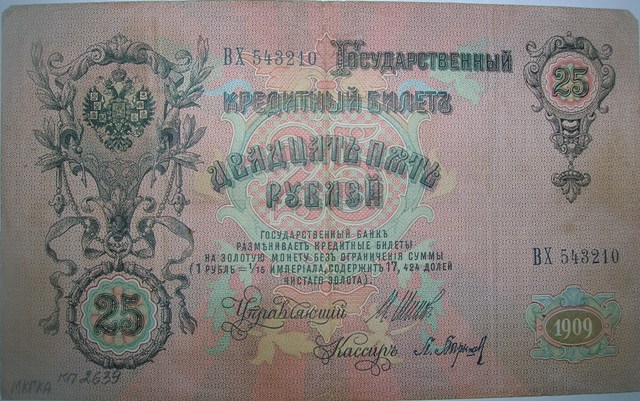 ВХ 543210 Государственный
25
Кредитный Билетъ
Двадцать пять
рублей
Государственный Банкъ
размѣниваетъ кредитные билеты
на золотую монету безъ ограниченія суммы
(1 рубль = 1/15 имперіала, содержитъ 17,424 долей
чистаго золота).
ВХ 543210
25
Управляющій
1909
Кассиръ
МКГКА КП 2639